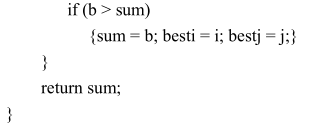 if (b > sum)
{sum = b; besti = i; bestj = j;}
}
return sum;
}